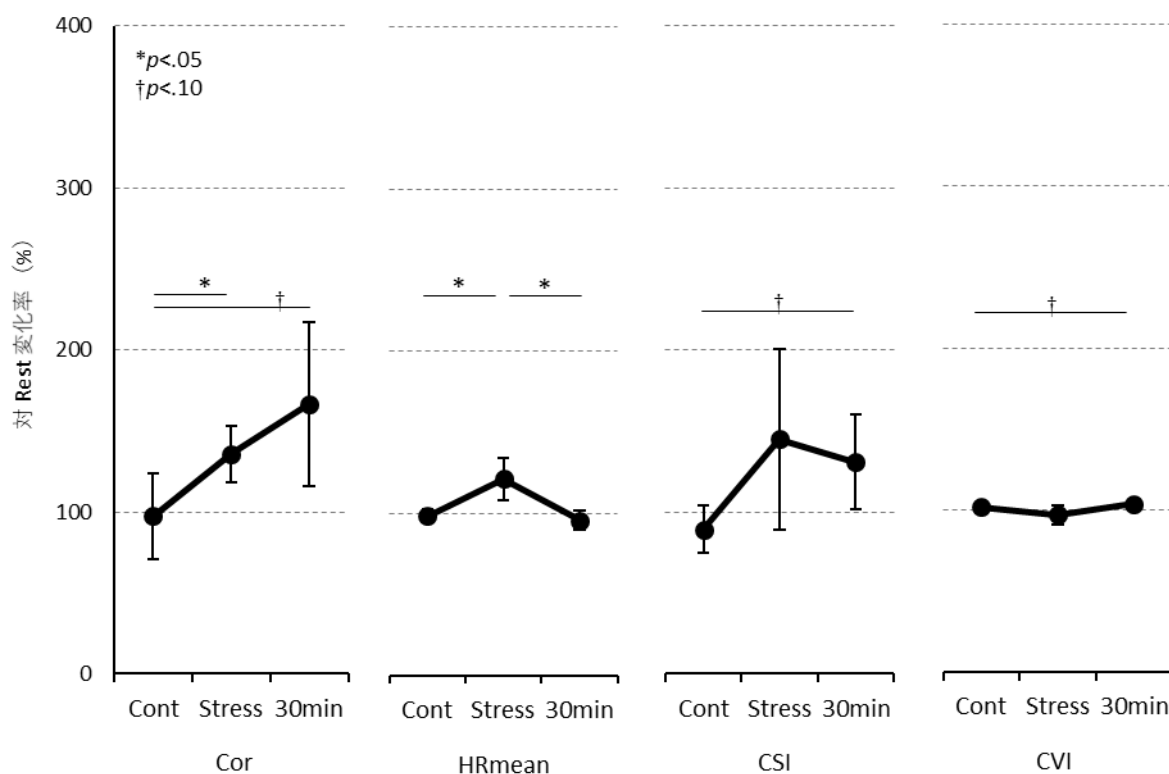 400
*p<.05
†p<.10
300
対 Rest 変化率 (%)
* * * † †
†
200
100
0
Cont Stress 30min Cont Stress 30min Cont Stress 30min Cont Stress 30min
Cor HRmean CSI CVI